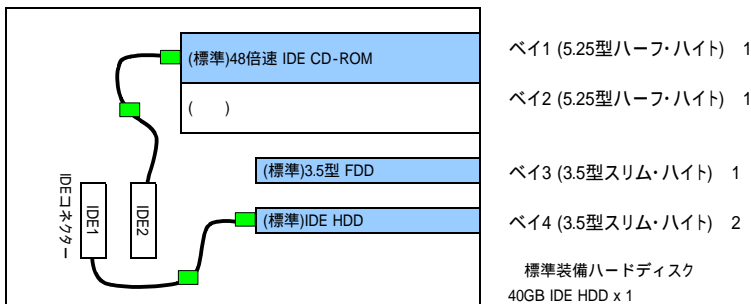 (標準)48倍速 IDE CD-ROM
(　　)
(標準)3.5型 FDD
(標準)IDE HDD
IDEコネクター
IDE1
IDE2
ベイ1 (5.25型ハーフ・ハイト)　1
ベイ2 (5.25型ハーフ・ハイト)　1
ベイ3 (3.5型スリム・ハイト)　1
ベイ4 (3.5型スリム・ハイト)　2
標準装備ハードディスク
40GB IDE HDD x 1